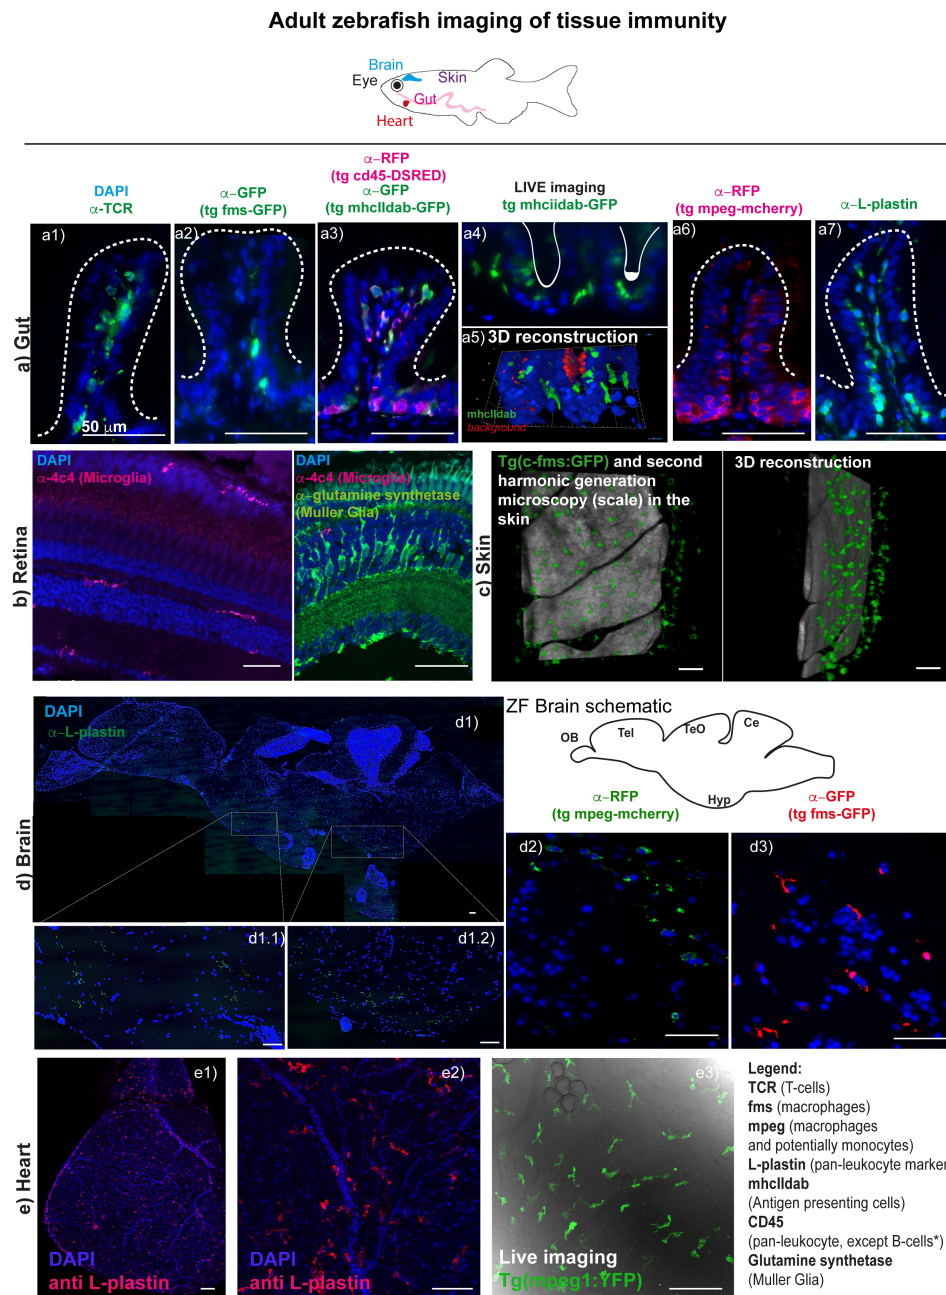 Adult zebrafish imaging of tissue immunity
Brain
Eye
Skin
Gut
Heart
DAPI
α-TCR
α-GFP
(tg fms-GFP)
α-RFP
(tg cd45-DSRED)
α-GFP
(tg mhcIIdab-GFP)
LIVE imaging
tg mhciidab-GFP
α-RFP
(tg mpeg-mcherry)
α-L-plastin
a) Gut
a1)
50 μm
a2)
a3)
a4)
a5) 3D reconstruction
mhcIIdab
background
a6)
a7)
b) Retina
DAPI
α-4c4 (Microglia)
DAPI
α-4c4 (Microglia)
α-glutamine synthetase
(Muller Glia)
c) Skin
Tg(c-fms:GFP) and second
harmonic generation
microscopy (scale) in the
skin
3D reconstruction
d) Brain
DAPI
α-L-plastin
d1)
d1.1)
d1.2)
ZF Brain schematic
OB
Tel
TeO
Ce
Hyp
α-RFP
(tg mpeg-mcherry)
α-GFP
(tg fms-GFP)
d2)
d3)
e) Heart
e1)
DAPI
anti L-plastin
e2)
DAPI
anti L-plastin
e3)
Live imaging
Tg(mpeg1:YFP)
Legend:
TCR (T-cells)
fms (macrophages)
mpeg (macrophages
and potentially monocytes)
L-plastin (pan-leukocyte marker
mhcIIdab
(Antigen presenting cells)
CD45
(pan-leukocyte, except B-cells*)
Glutamine synthetase
(Muller Glia)